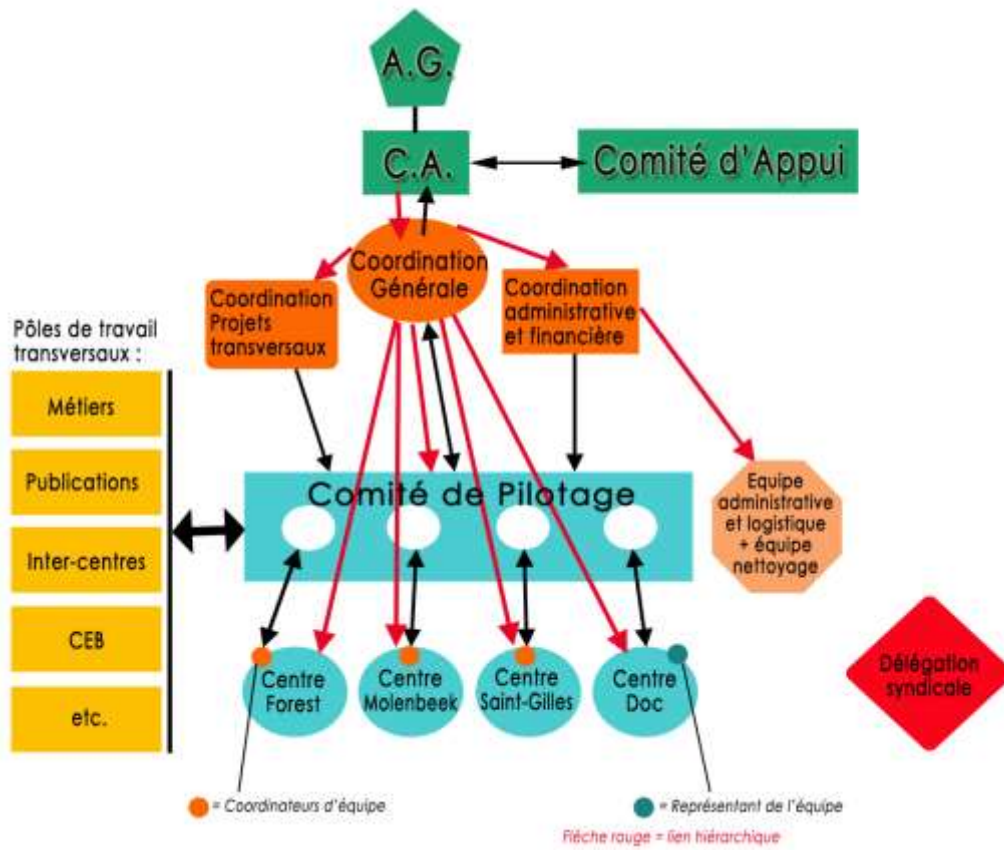 A.G.
C.A.
Comité d'Appui
Coordination
Générale
Coordination
Projets
transversaux
Coordination
administrative
et financière
Pôles de travail
transversaux :
Métiers
Publications
Inter-centres
CEB
etc.
Comité de Pilotage
Equipe
administrative
et logistique
+ équipe
nettoyage
Centre
Forest
Centre
Molenbeek
Centre
Saint-Gilles
Centre
Doc
Délégation
syndicale
= Coordinateurs d'équipe
= Représentant de l'équipe
Flèche rouge = lien hiérarchique